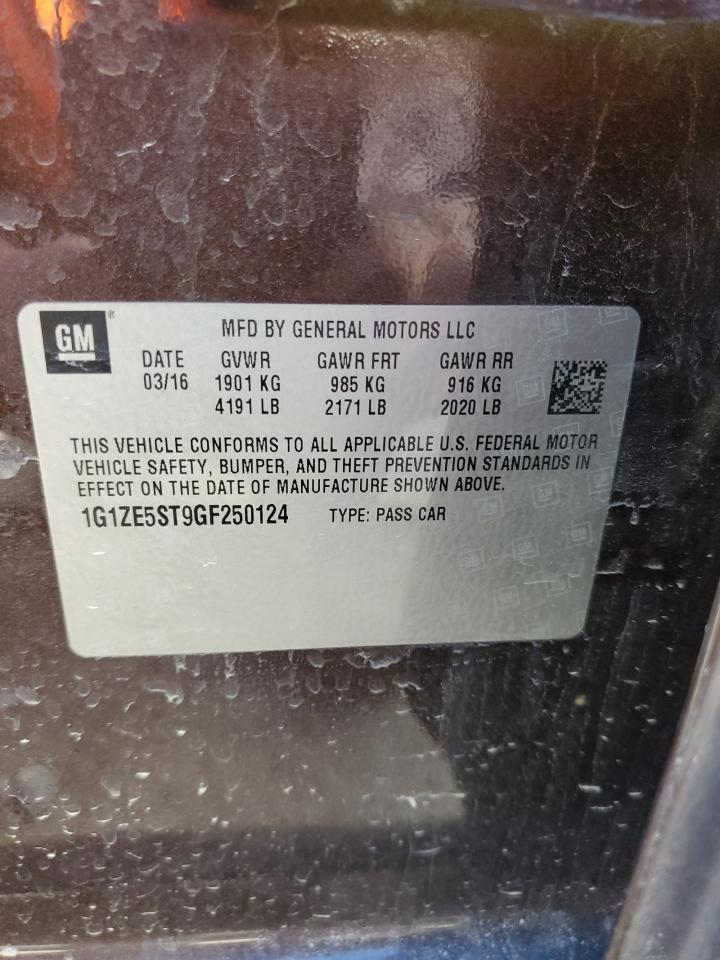 GM
MFD BY GENERAL MOTORS LLC
DATE GVWR GAWR FRT GAWR RR
03/16 1901 KG 985 KG 916 KG
4191 LB 2171 LB 2020 LB
THIS VEHICLE CONFORMS TO ALL APPLICABLE U.S. FEDERAL MOTOR
VEHICLE SAFETY, BUMPER, AND THEFT PREVENTION STANDARDS IN
EFFECT ON THE DATE OF MANUFACTURE SHOWN ABOVE.
1G1ZE5ST9GF250124 TYPE: PASS CAR